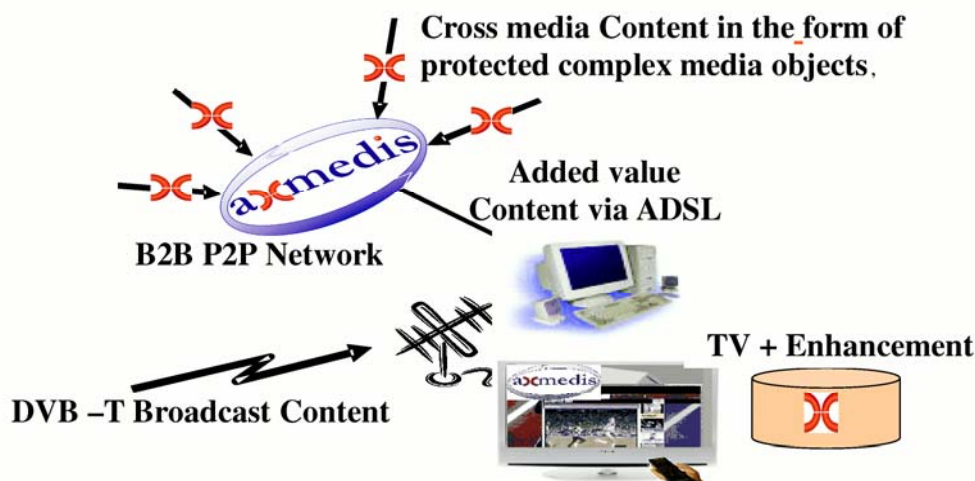 Cross media Content in the form of
protected complex media objects,
axmedis
Added value
Content via ADSL
B2B P2P Network
TV + Enhancement
DVB –T Broadcast Content
axmedis